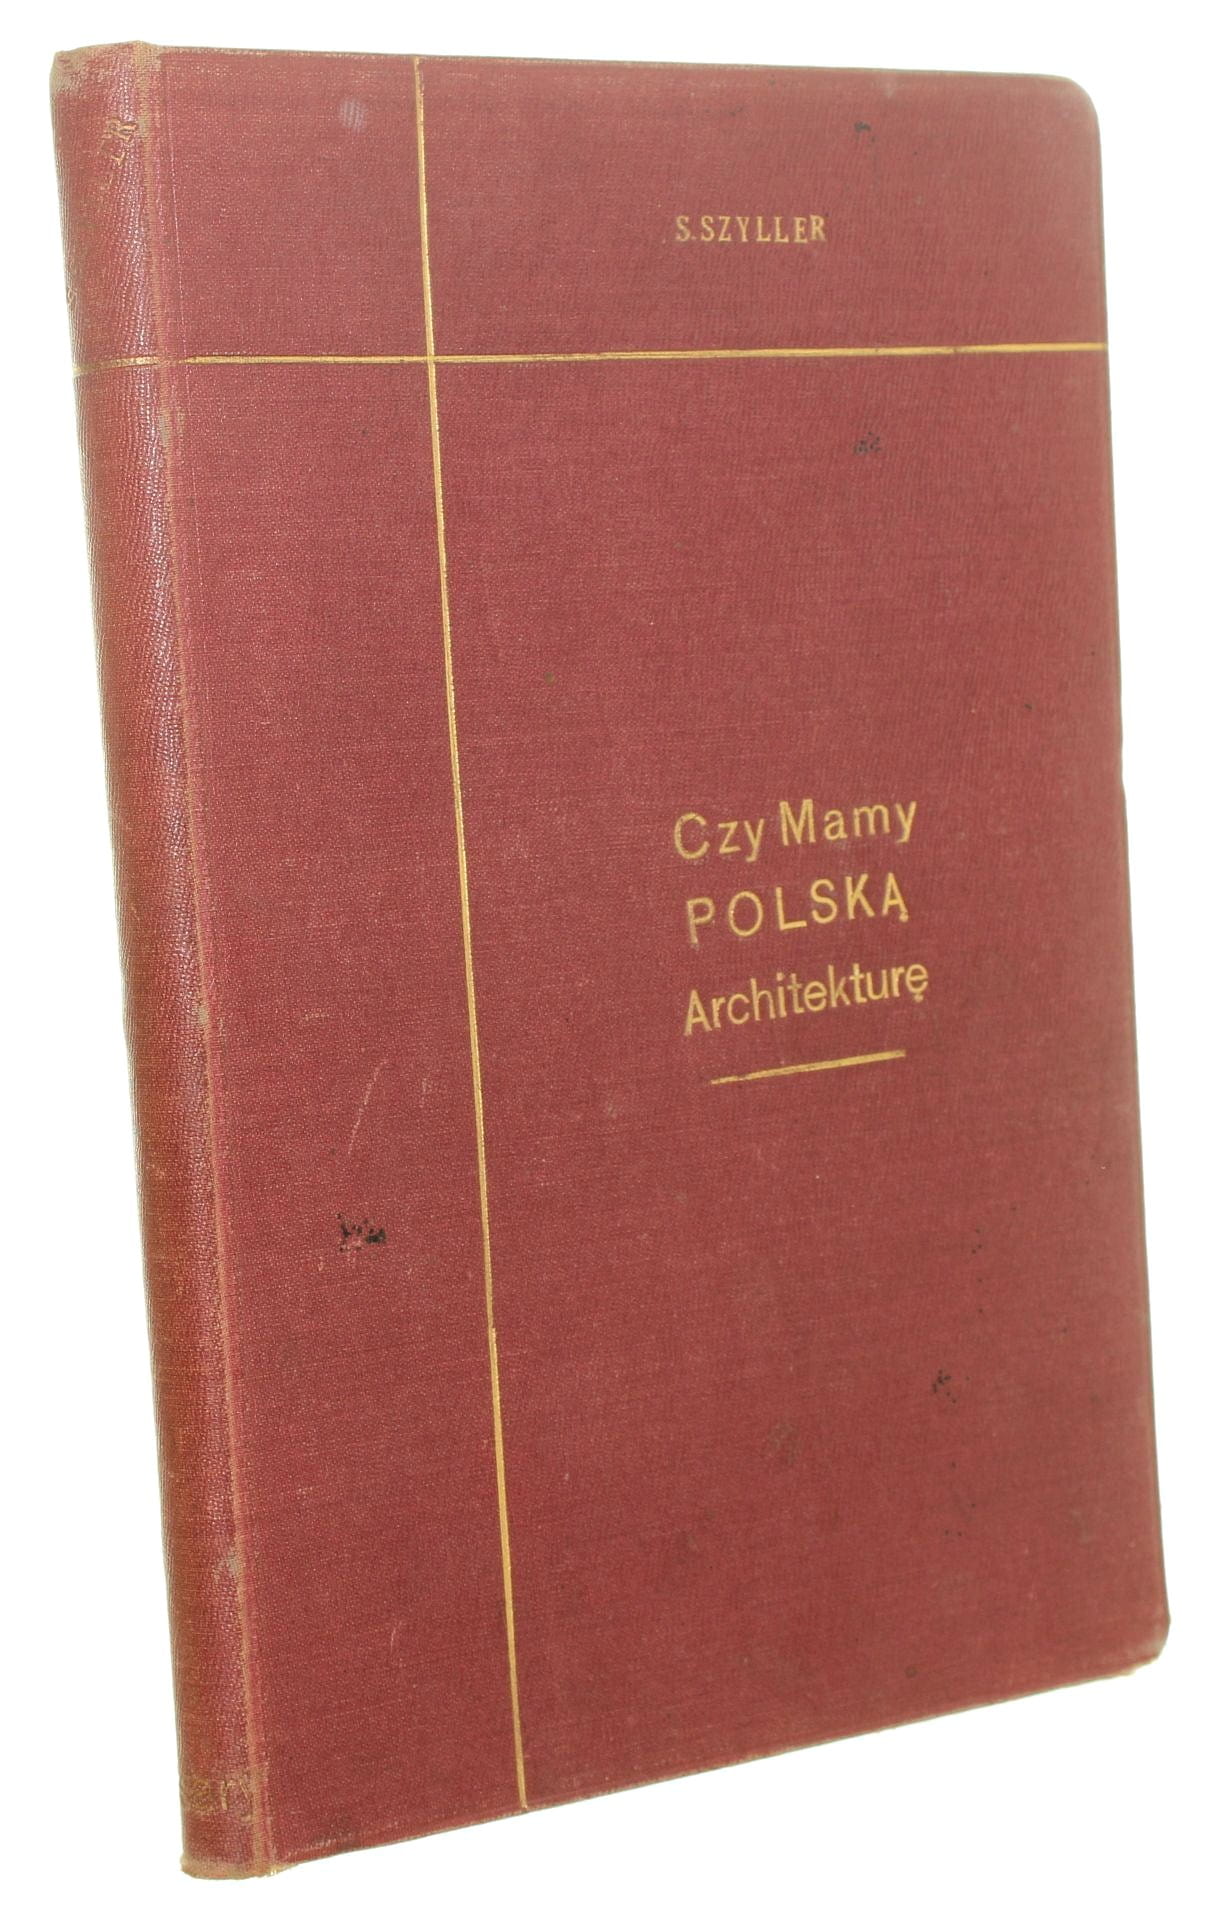 S. SZYLLER
Czy Mamy
POLSKĄ
Architekturę